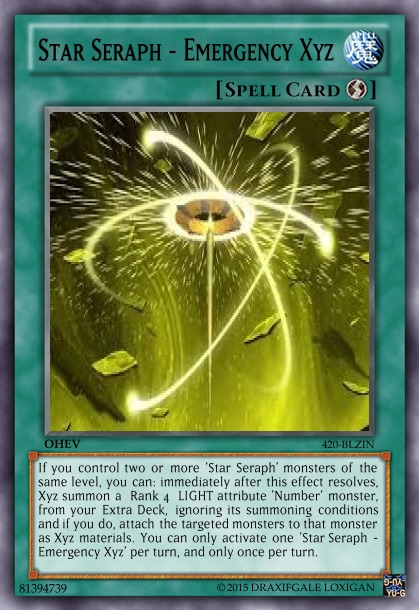 Star Seraph - Emergency Xyz
魔
[Spell Card]
OHEV
420-BLZIN
If you control two or more 'Star Seraph' monsters of the
same level, you can: immediately after this effect resolves,
Xyz summon a Rank 4 LIGHT attribute 'Number' monster,
from your Extra Deck, ignoring its summoning conditions
and if you do, attach the targeted monsters to that monster
as Xyz materials. You can only activate one 'Star Seraph -
Emergency Xyz' per turn, and only once per turn.
81394739
©2015 DRAXIFGALE LOXIGAN